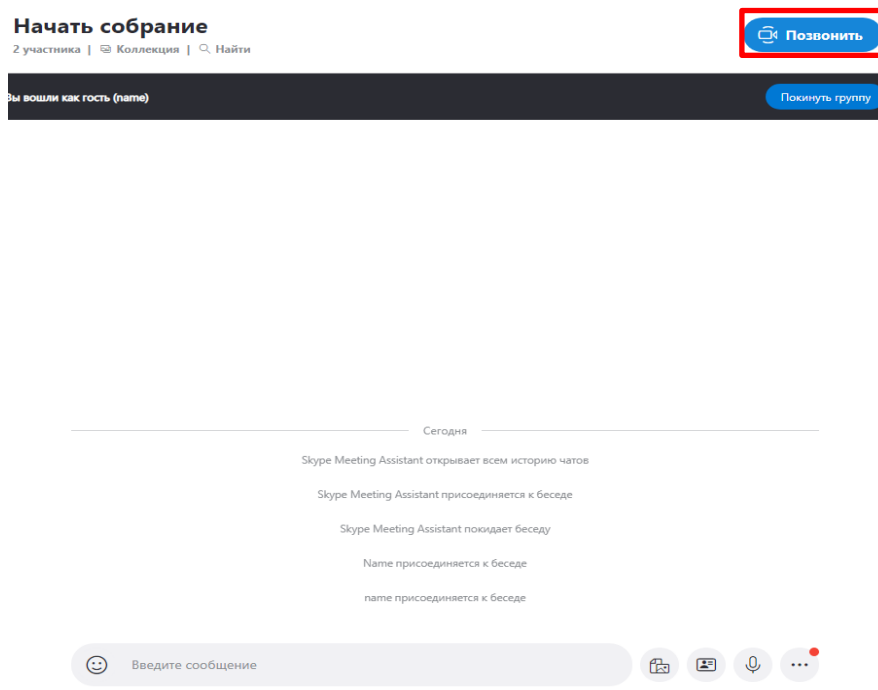 Начать собрание
Позвонить
2 участника | Коллекция | Найти
Вы вошли как гость (name)
Покинуть группу
Сегодня
Skype Meeting Assistant открывает всем историю чатов
Skype Meeting Assistant присоединяется к беседе
Skype Meeting Assistant покидает беседу
Name присоединяется к беседе
name присоединяется к беседе
Введите сообщение